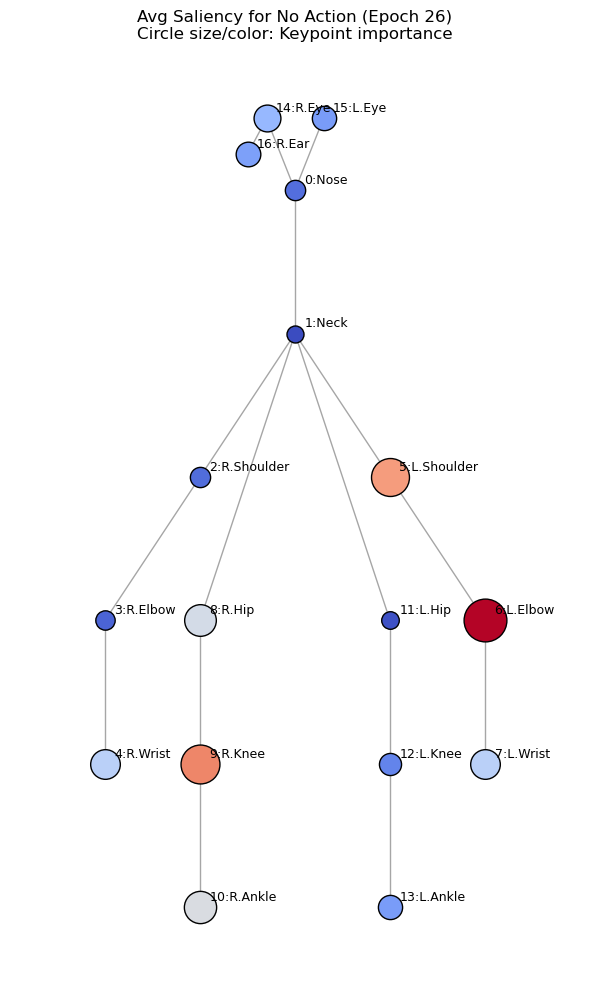 Avg Saliency for No Action (Epoch 26)
Circle size/color: Keypoint importance
14:R.Eye
15:L.Eye
16:R.Ear
0:Nose
1:Neck
2:R.Shoulder
5:L.Shoulder
3:R.Elbow
8:R.Hip
11:L.Hip
6:L.Elbow
4:R.Wrist
9:R.Knee
12:L.Knee
7:L.Wrist
10:R.Ankle
13:L.Ankle